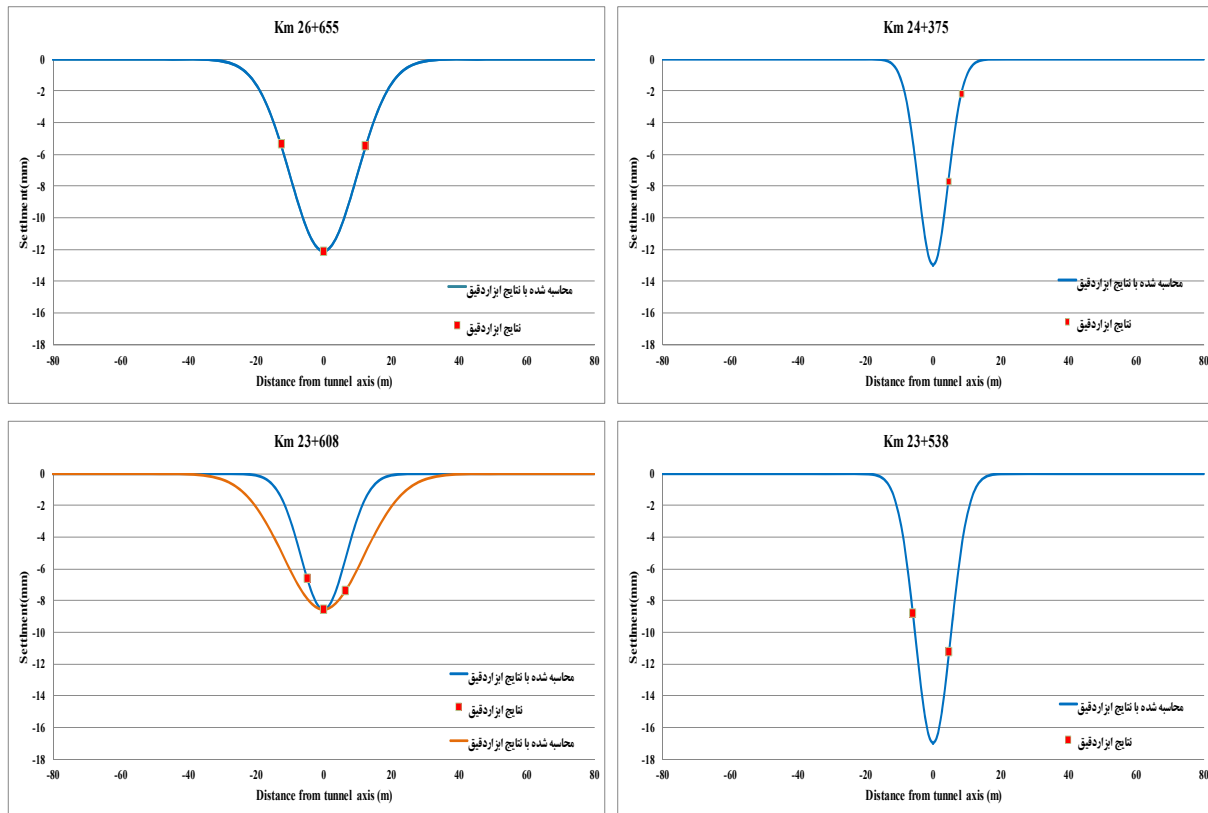 Km 26+655
0
-2
-4
-6
-8
-10
-12
-14
-16
-18
-80 -60 -40 -20 0 20 40 60 80
Settlment(mm)
Distance from tunnel axis (m)
محاسبه شده با نتایج ابزاردقیق
نتایج ابزاردقیق
Km 24+375
0
-2
-4
-6
-8
-10
-12
-14
-16
-18
-80 -60 -40 -20 0 20 40 60 80
Settlment(mm)
Distance from tunnel axis (m)
محاسبه شده با نتایج ابزاردقیق
نتایج ابزاردقیق
Km 23+608
0
-2
-4
-6
-8
-10
-12
-14
-16
-18
-80 -60 -40 -20 0 20 40 60 80
Settlment(mm)
Distance from tunnel axis (m)
محاسبه شده با نتایج ابزاردقیق
نتایج ابزاردقیق
محاسبه شده با نتایج ابزاردقیق
Km 23+538
0
-2
-4
-6
-8
-10
-12
-14
-16
-18
-80 -60 -40 -20 0 20 40 60 80
Settlment(mm)
Distance from tunnel axis (m)
محاسبه شده با نتایج ابزاردقیق
نتایج ابزاردقیق